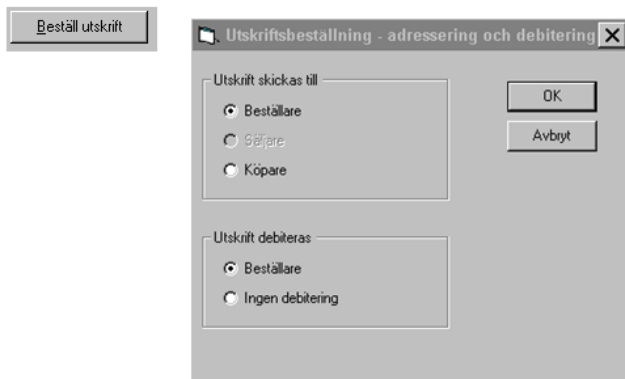 Beställ utskrift
Utskriftsbeställning - adressering och debitering
Utskrift skickas till
Beställare
Säljare
Köpare
OK
Avbryt
Utskrift debiteras
Beställare
Ingen debitering